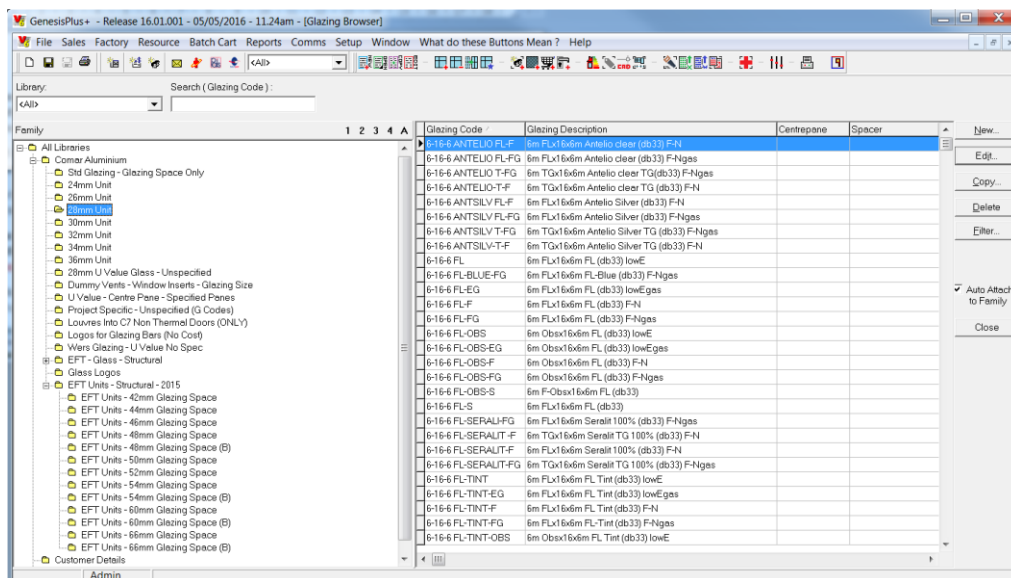 GenesisPlus+ - Release 16.01.001 - 05/05/2016 - 11.24am - [Glazing Browser]
File Sales Factory Resource Batch Cart Reports Comms Setup Window What do these Buttons Mean ? Help
<All>
Library:
Search ( Glazing Code ) :
<All>
Family 1 2 3 4 A
All Libraries
Comar Aluminium
Std Glazing - Glazing Space Only
24mm Unit
26mm Unit
28mm Unit
30mm Unit
32mm Unit
34mm Unit
36mm Unit
28mm U Value Glass - Unspecified
Dummy Vents - Window Inserts - Glazing Size
U Value - Centre Pane - Specified Panes
Project Specific - Unspecified (G Codes)
Louvres Into C7 Non Thermal Doors (ONLY)
Logos for Glazing Bars (No Cost)
Wers Glazing - U Value No Spec
EFT - Glass - Structural
Glass Logos
EFT Units - Structural - 2015
EFT Units - 42mm Glazing Space
EFT Units - 44mm Glazing Space
EFT Units - 46mm Glazing Space
EFT Units - 48mm Glazing Space
EFT Units - 48mm Glazing Space (B)
EFT Units - 50mm Glazing Space
EFT Units - 52mm Glazing Space
EFT Units - 54mm Glazing Space
EFT Units - 54mm Glazing Space (B)
EFT Units - 60mm Glazing Space
EFT Units - 60mm Glazing Space (B)
EFT Units - 66mm Glazing Space
EFT Units - 66mm Glazing Space (B)
Customer Details
Glazing Code Glazing Description Centrepane Spacer
6-16-6 ANTELIO FL-F 6m FLx16x6m Antelio clear (db33) F-N
6-16-6 ANTELIO FL-FG 6m FLx16x6m Antelio clear (db33) F-Ngas
6-16-6 ANTELIO T-FG 6m TGx16x6m Antelio clear TG(db33) F-Ngas
6-16-6 ANTELIO-T-F 6m TGx16x6m Antelio clear TG(db33) F-N
6-16-6 ANTSILV FL-F 6m FLx16x6m Antelio Silver (db33) F-N
6-16-6 ANTSILV FL-FG 6m FLx16x6m Antelio Silver (db33) F-Ngas
6-16-6 ANTSILV T-FG 6m TGx16x6m Antelio Silver TG (db33) F-Ngas
6-16-6 ANTSILV-T-F 6m TGx16x6m Antelio Silver TG (db33) F-N
6-16-6 FL 6m FLx16x6m FL (db33) lowE
6-16-6 FL-BLUE-FG 6m FLx16x6m FL-Blue (db33) F-Ngas
6-16-6 FL-EG 6m FLx16x6m FL (db33) lowEgas
6-16-6 FL-F 6m FLx16x6m FL (db33) F-N
6-16-6 FL-FG 6m FLx16x6m FL (db33) F-Ngas
6-16-6 FL-OBS 6m Obsx16x6m FL (db33) lowE
6-16-6 FL-OBS-EG 6m Obsx16x6m FL (db33) lowEgas
6-16-6 FL-OBS-F 6m Obsx16x6m FL (db33) F-N
6-16-6 FL-OBS-FG 6m Obsx16x6m FL (db33) F-Ngas
6-16-6 FL-OBS-S 6m F-Obsx16x6m FL (db33)
6-16-6 FL-S 6m FLx16x6m FL (db33)
6-16-6 FL-SERALI-FG 6m FLx16x6m Seralit 100% (db33) F-Ngas
6-16-6 FL-SERALIT -F 6m TGx16x6m Seralit TG 100% (db33) F-N
6-16-6 FL-SERALIT-F 6m FLx16x6m Seralit 100% (db33) F-N
6-16-6 FL-SERALIT-FG 6m TGx16x6m Seralit TG 100% (db33) F-Ngas
6-16-6 FL-TINT 6m FLx16x6m FL Tint (db33) lowE
6-16-6 FL-TINT-EG 6m FLx16x6m FL Tint (db33) lowEgas
6-16-6 FL-TINT-F 6m FLx16x6m FL Tint (db33) F-N
6-16-6 FL-TINT-FG 6m FLx16x6m FL-Tint (db33) F-Ngas
6-16-6 FL-TINT-OBS 6m Obsx16x6m FL Tint (db33) lowE
New...
Edit...
Copy...
Delete
Filter...
Auto Attach
to Family
Close
Admin